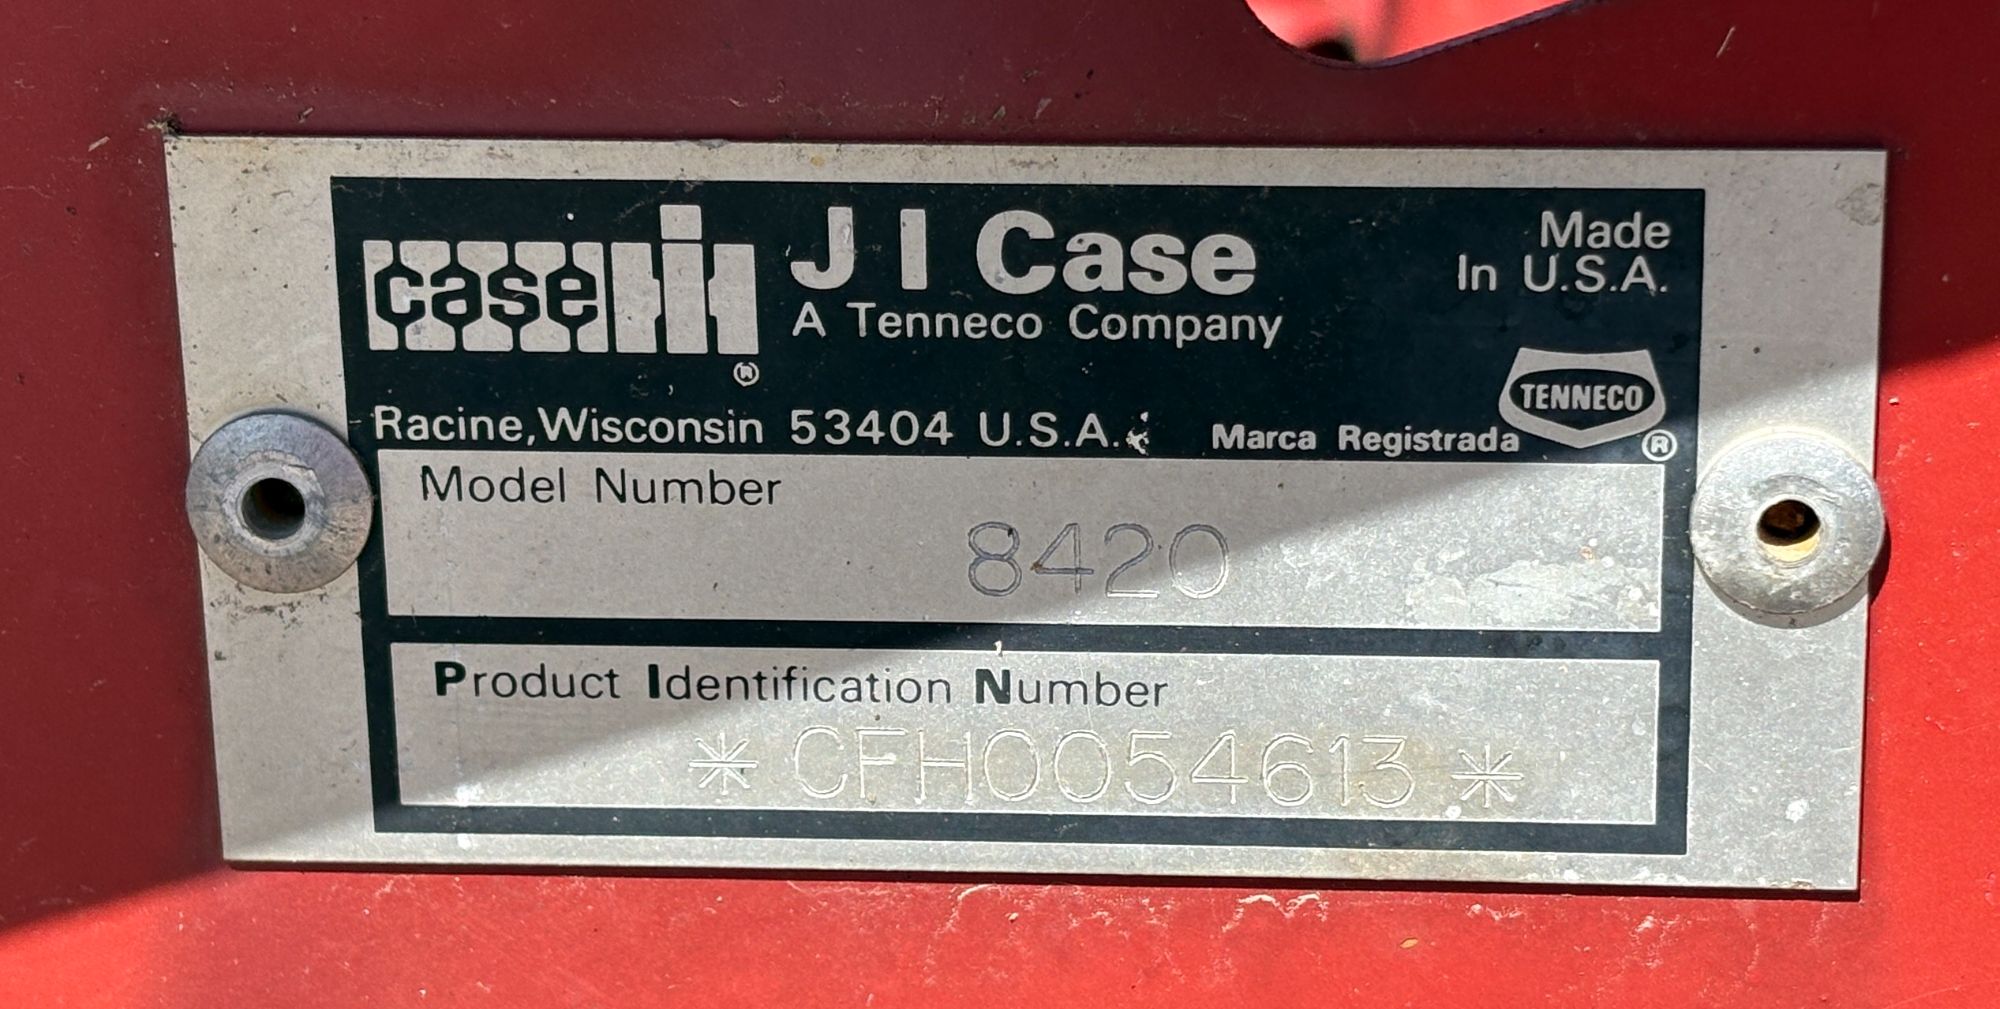 case ih
®
J I Case
A Tenneco Company
Made
In U.S.A.
TENNECO
®
Racine, Wisconsin 53404 U.S.A.
Marca Registrada
Model Number
8420
Product Identification Number
* CFH0054613 *